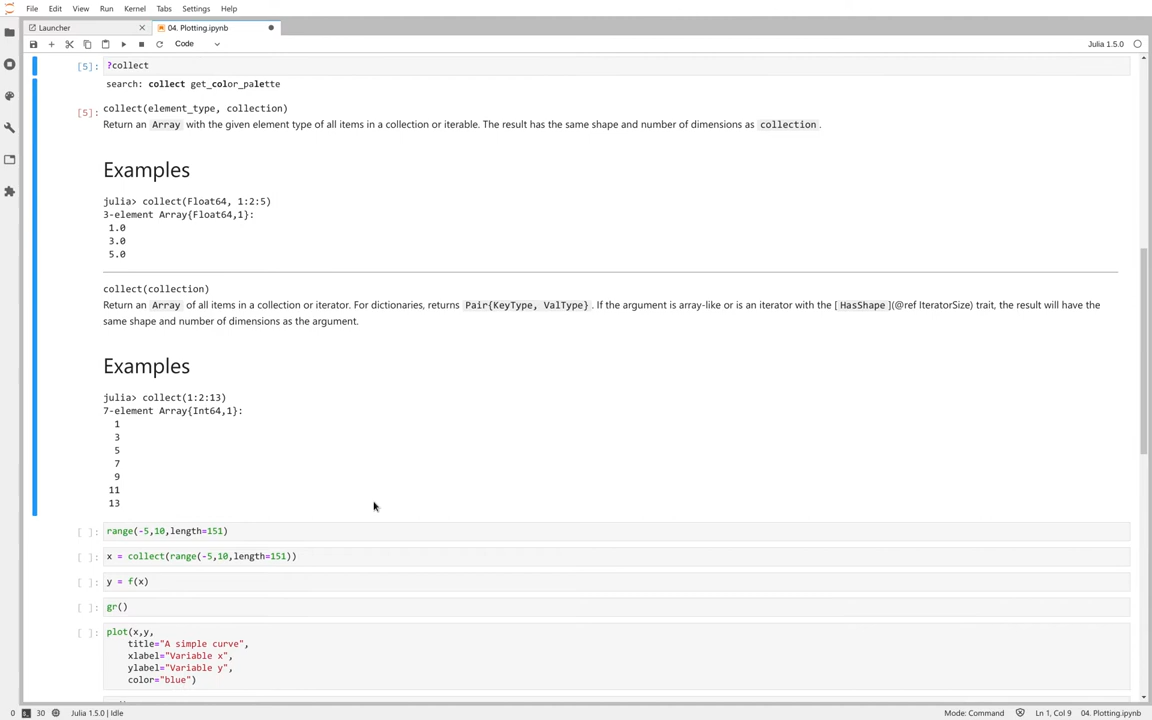 File Edit View Run Kernel Tabs Settings Help
Launcher
04. Plotting.ipynb
Code
Julia 1.5.0
[5]: ?collect
search: collect get_color_palette
[5]: collect(element_type, collection)
Return an Array with the given element type of all items in a collection or iterable. The result has the same shape and number of dimensions as collection.
Examples
julia> collect(Float64, 1:2:5)
3-element Array{Float64,1}:
1.0
3.0
5.0
collect(collection)
Return an Array of all items in a collection or iterator. For dictionaries, returns Pair{KeyType, ValType}. If the argument is array-like or is an iterator with the [HasShape](@ref IteratorSize) trait, the result will have the
same shape and number of dimensions as the argument.
Examples
julia> collect(1:2:13)
7-element Array{Int64,1}:
1
3
5
7
9
11
13
[ ]: range(-5,10,length=151)
[ ]: x = collect(range(-5,10,length=151))
[ ]: y = f(x)
[ ]: gr()
[ ]: plot(x,y,
title="A simple curve",
xlabel="Variable x",
ylabel="Variable y",
color="blue")
0 30 Julia 1.5.0 | Idle
Mode: Command Ln 1, Col 9 04. Plotting.ipynb